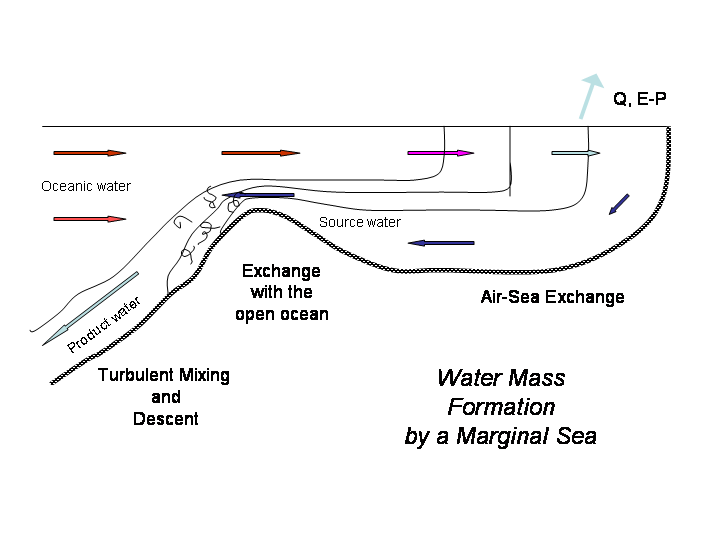 Q, E-P
Oceanic water
Source water
Exchange
with the
open ocean
Air-Sea Exchange
Product water
Turbulent Mixing
and
Descent
Water Mass
Formation
by a Marginal Sea